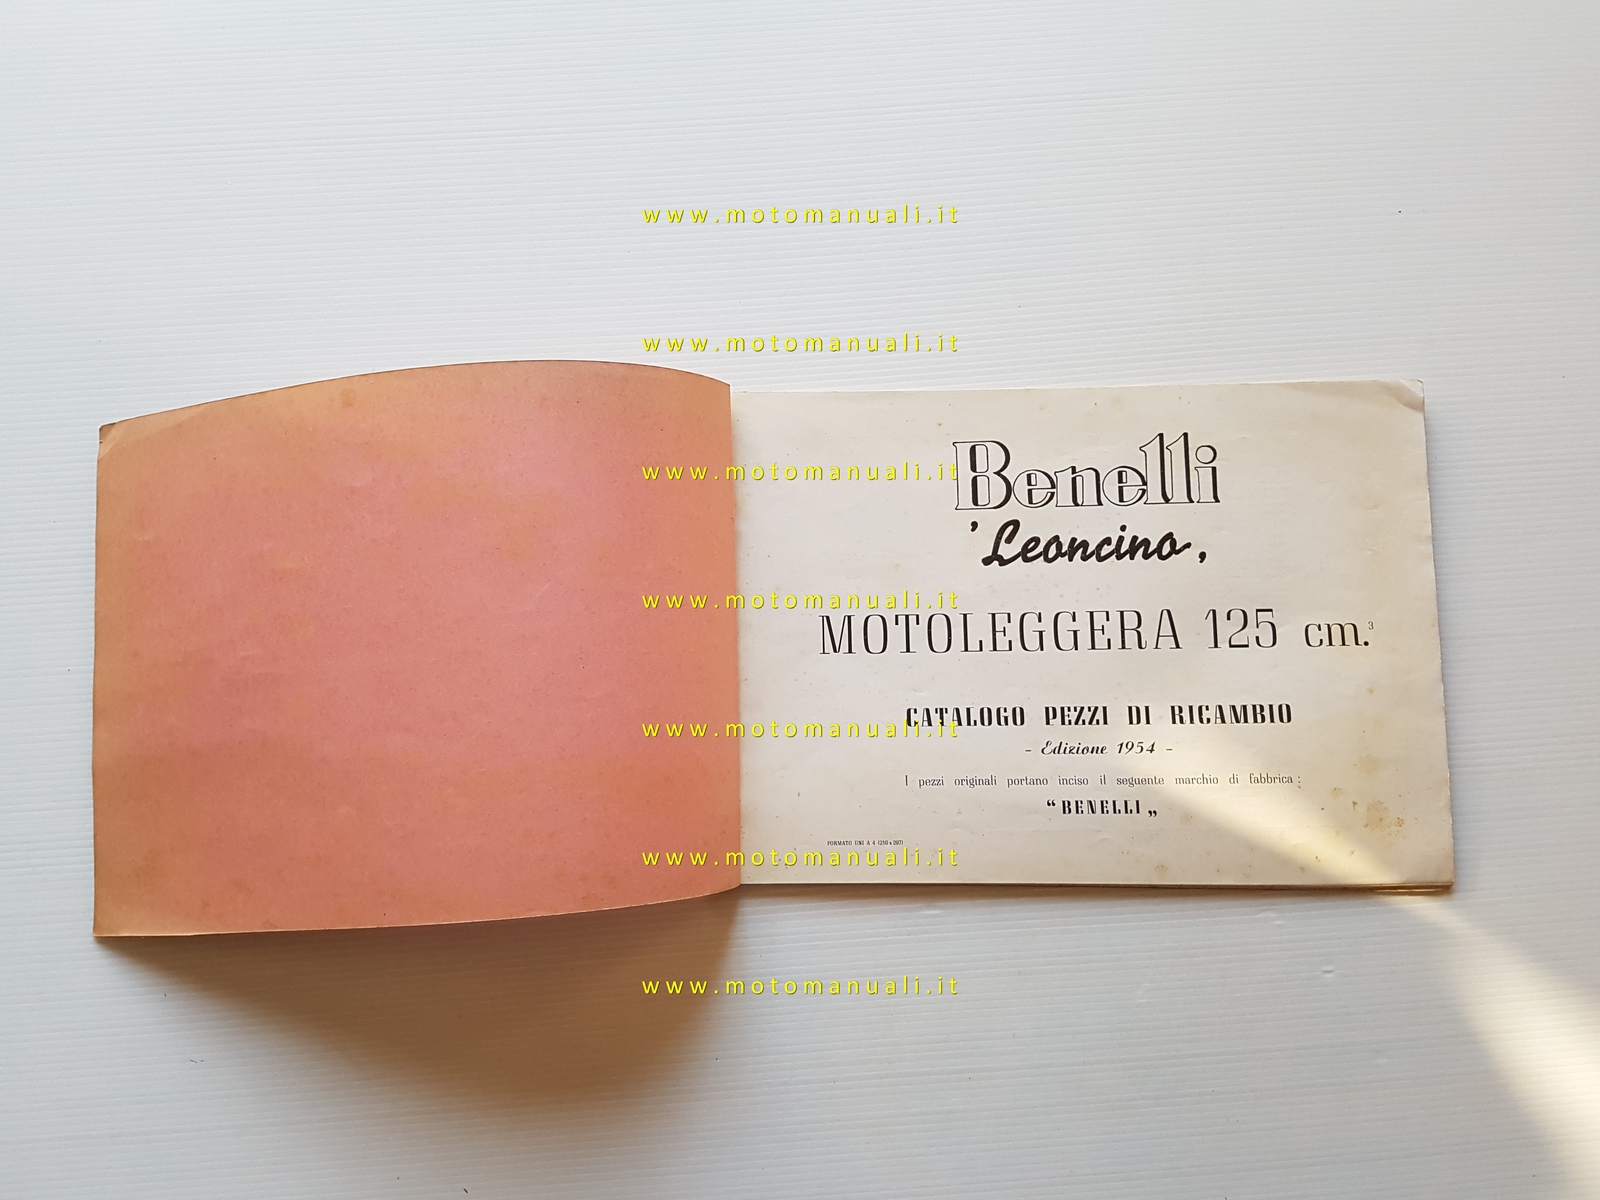 www.motomanuali.it
www.motomanuali.it
www.motomanuali.it
Benelli
'Leoncino,
www.motomanuali.it
MOTOLEGGERA 125 cm.³
CATALOGO PEZZI DI RICAMBIO
www.motomanuali.it
- Edizione 1954 -
I pezzi originali portano inciso il seguente marchio di fabbrica:
“BENELLI„
FORMATO UNI A 4 (210 x 297)
www.motomanuali.it
www.motomanuali.it